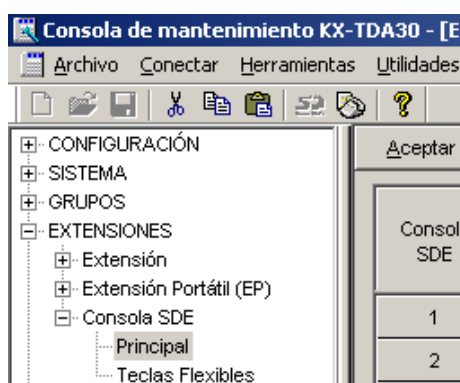 Consola de mantenimiento KX-TDA30 - [E
Archivo Conectar Herramientas Utilidades
CONFIGURACIÓN
SISTEMA
GRUPOS
EXTENSIONES
Extensión
Extensión Portátil (EP)
Consola SDE
Principal
Teclas Flexibles
Aceptar
Consol
SDE
1
2